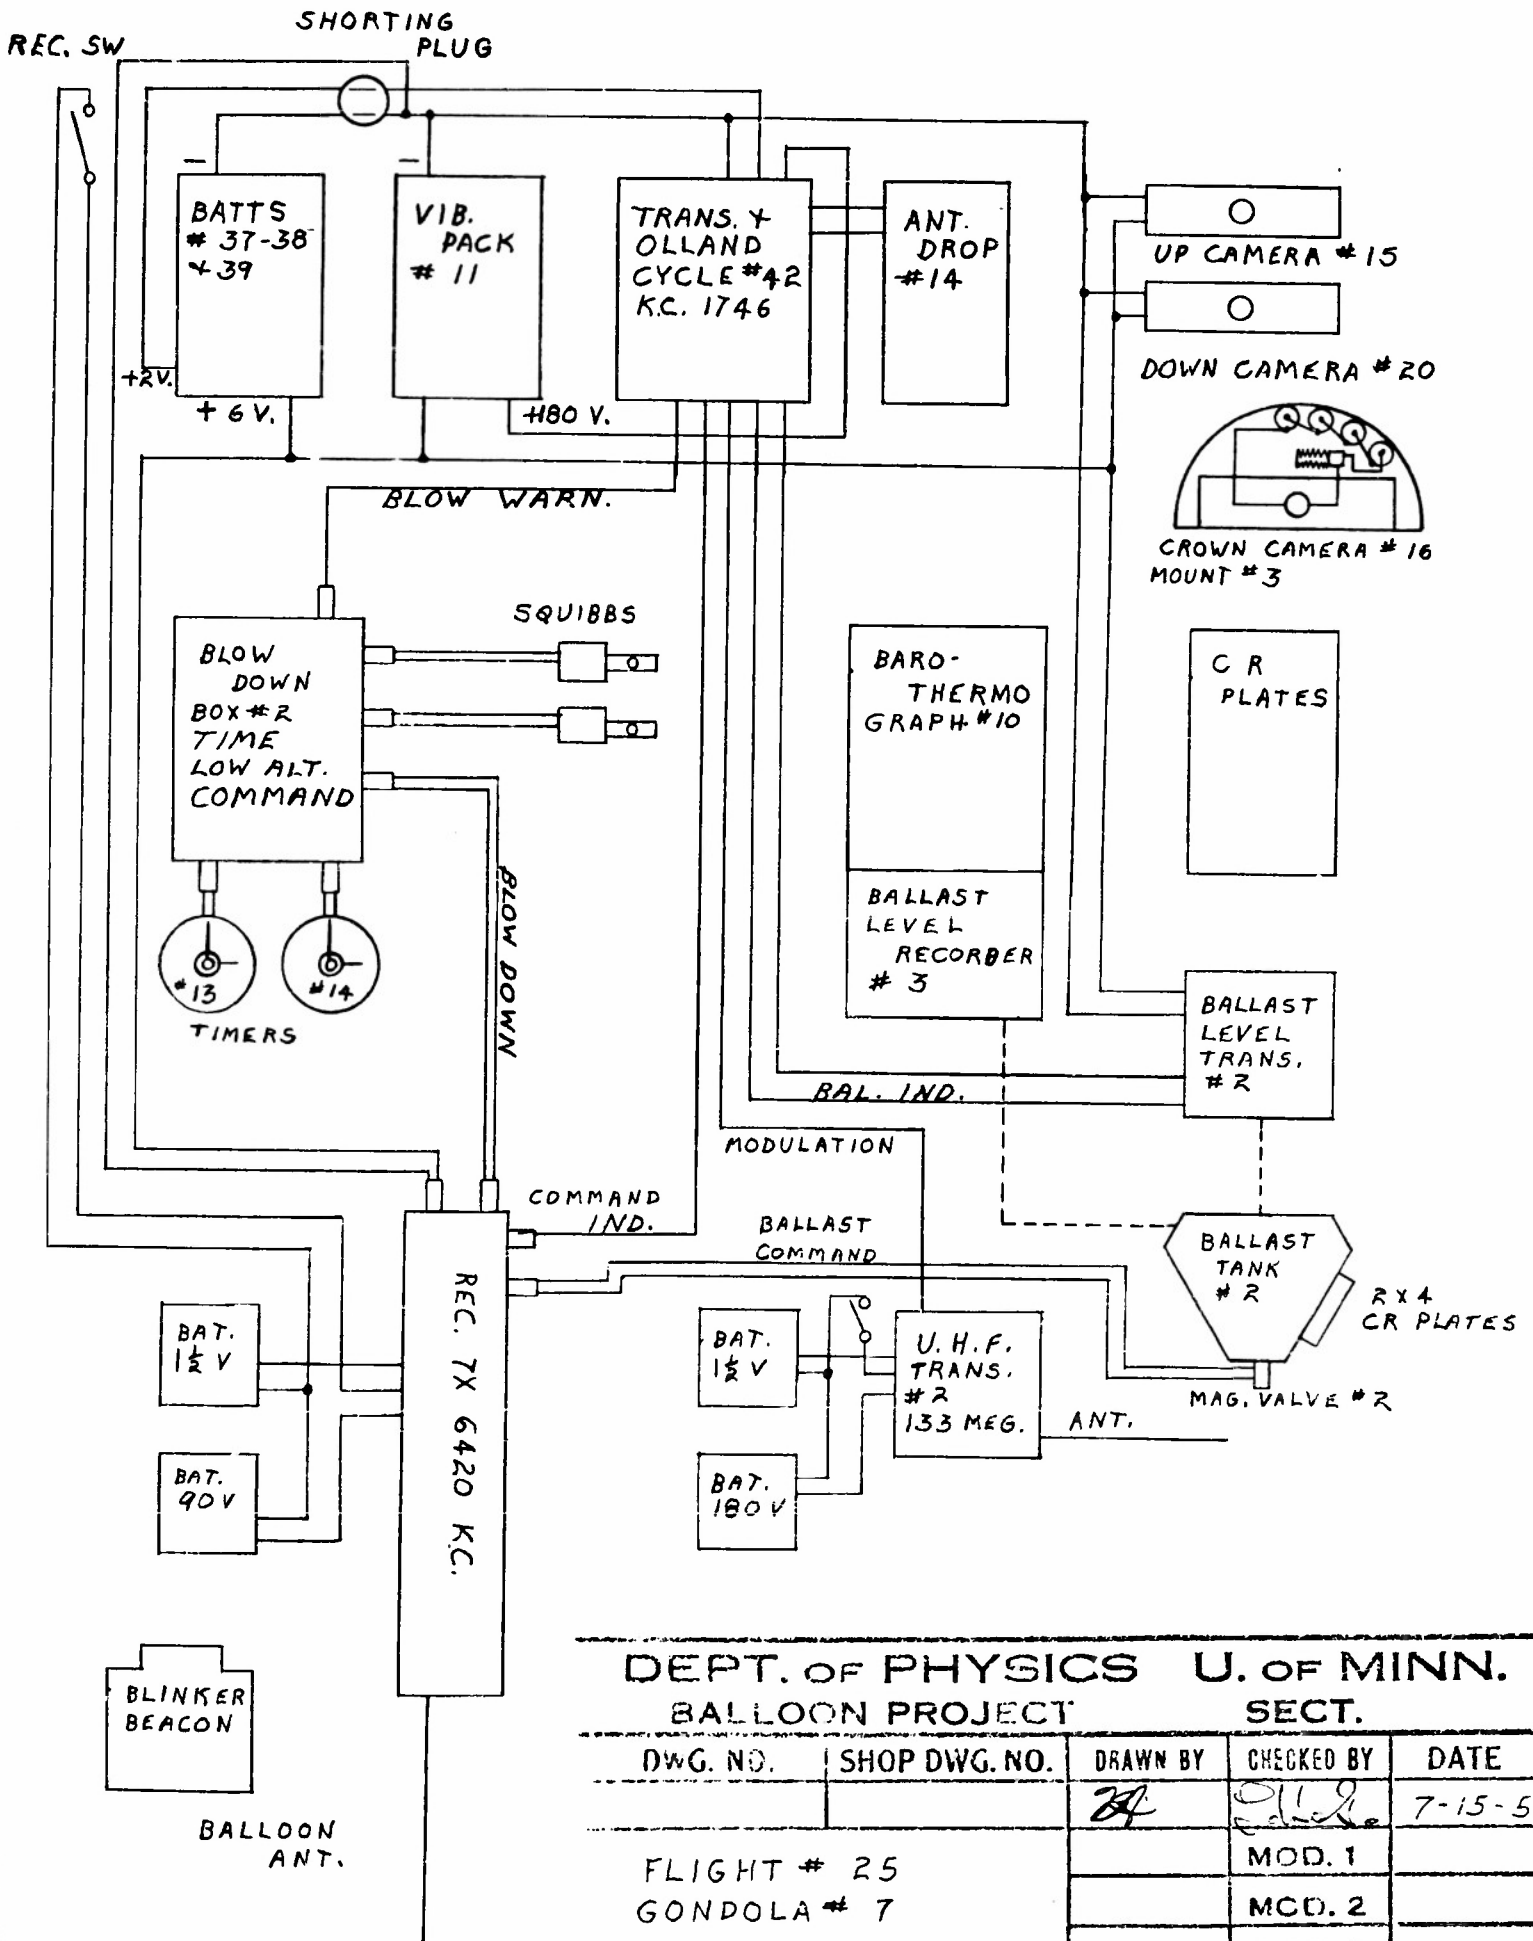 SHORTING
PLUG
REC. SW
BATTS
# 37-38
+ 39
VIB.
PACK
# 11
TRANS. +
OLLAND
CYCLE #42
K.C. 1746
ANT.
DROP
#14
UP CAMERA #15
DOWN CAMERA #20
+2V.
+ 6 V.
+180 V.
BLOW WARN.
CROWN CAMERA #16
MOUNT #3
SQUIBBS
BLOW
DOWN
BOX #2
TIME
LOW ALT.
COMMAND
BARO-
THERMO
GRAPH #10
C R
PLATES
BALLAST
LEVEL
RECORDER
# 3
#13
#14
TIMERS
BLOW DOWN
BALLAST
LEVEL
TRANS.
# 2
BAL. IND.
MODULATION
COMMAND
IND.
BALLAST
COMMAND
BALLAST
TANK
# 2
2 X 4
CR PLATES
MAG. VALVE #2
BAT.
1½ V
BAT.
90 V
REC. 7X 6420 K.C.
BAT.
1½ V
BAT.
180 V
U. H. F.
TRANS.
# 2
133 MEG.
ANT.
BLINKER
BEACON
BALLOON
ANT.
DEPT. OF PHYSICS U. OF MINN.
BALLOON PROJECT SECT.
DWG. NO. SHOP DWG. NO. DRAWN BY CHECKED BY DATE
7-15-5
MOD. 1
MOD. 2
FLIGHT # 25
GONDOLA # 7